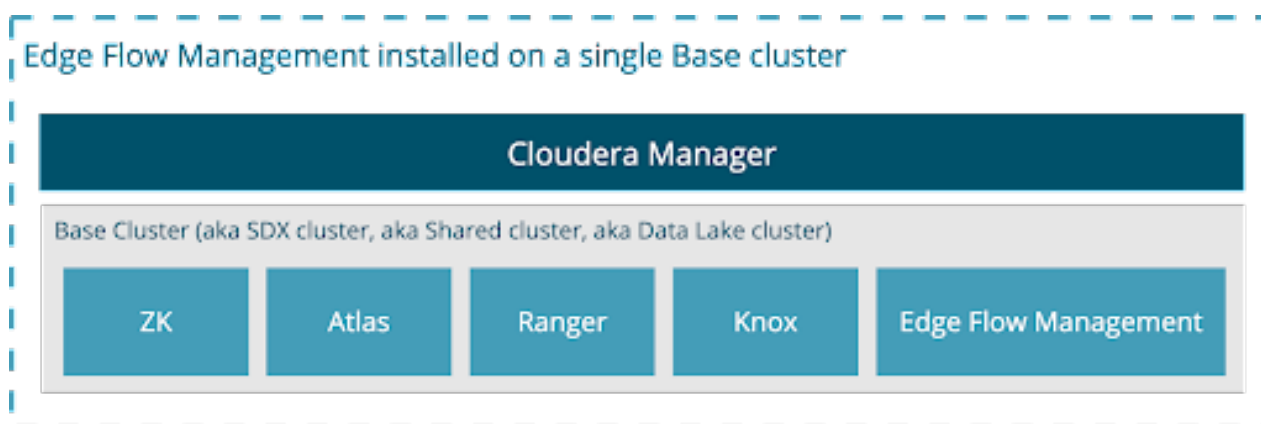 Edge Flow Management installed on a single Base cluster
Cloudera Manager
Base Cluster (aka SDX cluster, aka Shared cluster, aka Data Lake cluster)
ZK Atlas Ranger Knox Edge Flow Management